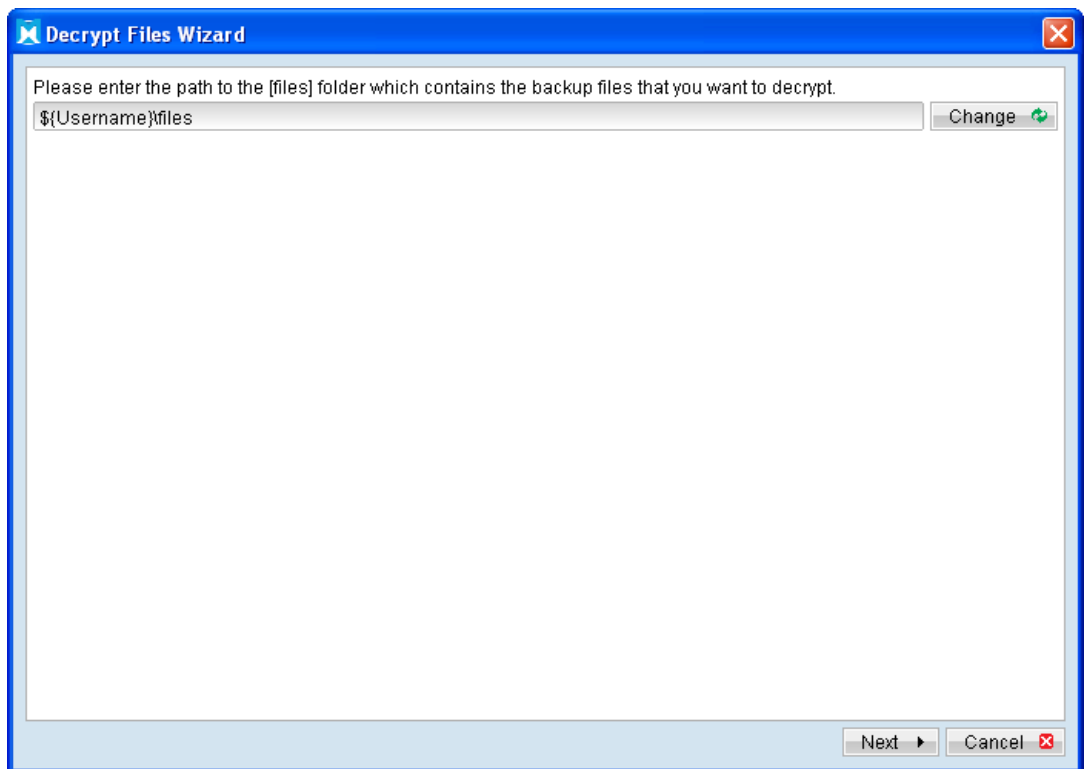 Decrypt Files Wizard
Please enter the path to the [files] folder which contains the backup files that you want to decrypt.
${Username}\files
Change
Next
Cancel